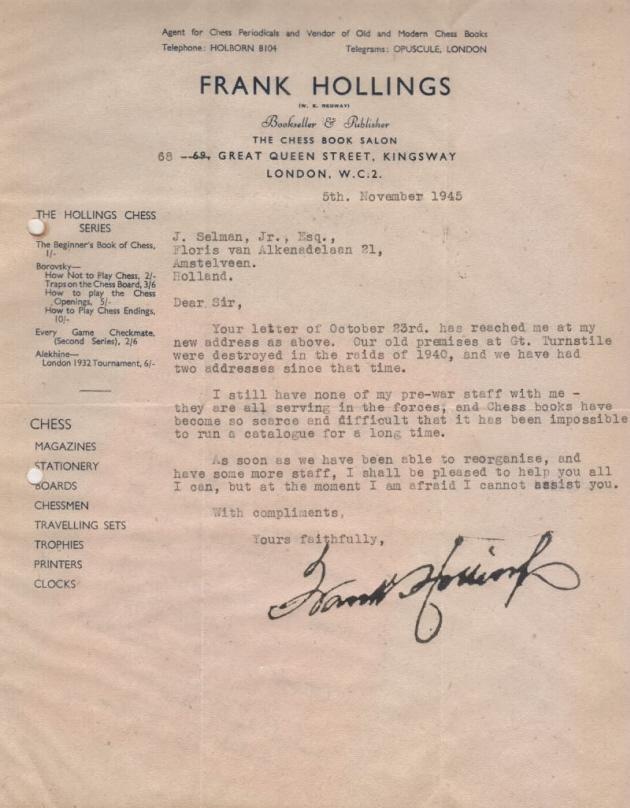 Agent for Chess Periodicals and Vendor of Old and Modern Chess Books
Telephone: HOLBORN 8104 Telegrams: OPUSCULE, LONDON
FRANK HOLLINGS
(W. E. REDWAY)
Bookseller & Publisher
THE CHESS BOOK SALON
68 -69, GREAT QUEEN STREET, KINGSWAY
LONDON, W.C.2.
5th. November 1945
THE HOLLINGS CHESS
SERIES
The Beginner's Book of Chess,
1/-
Borovsky—
How Not to Play Chess, 2/-
Traps on the Chess Board, 3/6
How to play the Chess
Openings, 5/-
How to Play Chess Endings,
10/-
Every Game Checkmate.
(Second Series), 2/6
Alekhine—
London 1932 Tournament, 6/-
CHESS
MAGAZINES
STATIONERY
BOARDS
CHESSMEN
TRAVELLING SETS
TROPHIES
PRINTERS
CLOCKS
J. Selman, Jr., Esq.,
Floris van Alkenadelaan 21,
Amstelveen.
Holland.
Dear Sir,
Your letter of October 23rd. has reached me at my
new address as above. Our old premises at Gt. Turnstile
were destroyed in the raids of 1940, and we have had
two addresses since that time.
I still have none of my pre-war staff with me -
they are all serving in the forces, and Chess books have
become so scarce and difficult that it has been impossible
to run a catalogue for a long time.
As soon as we have been able to reorganise, and
have some more staff, I shall be pleased to help you all
I can, but at the moment I am afraid I cannot assist you.
With compliments,
Yours faithfully,
Frank Hollings